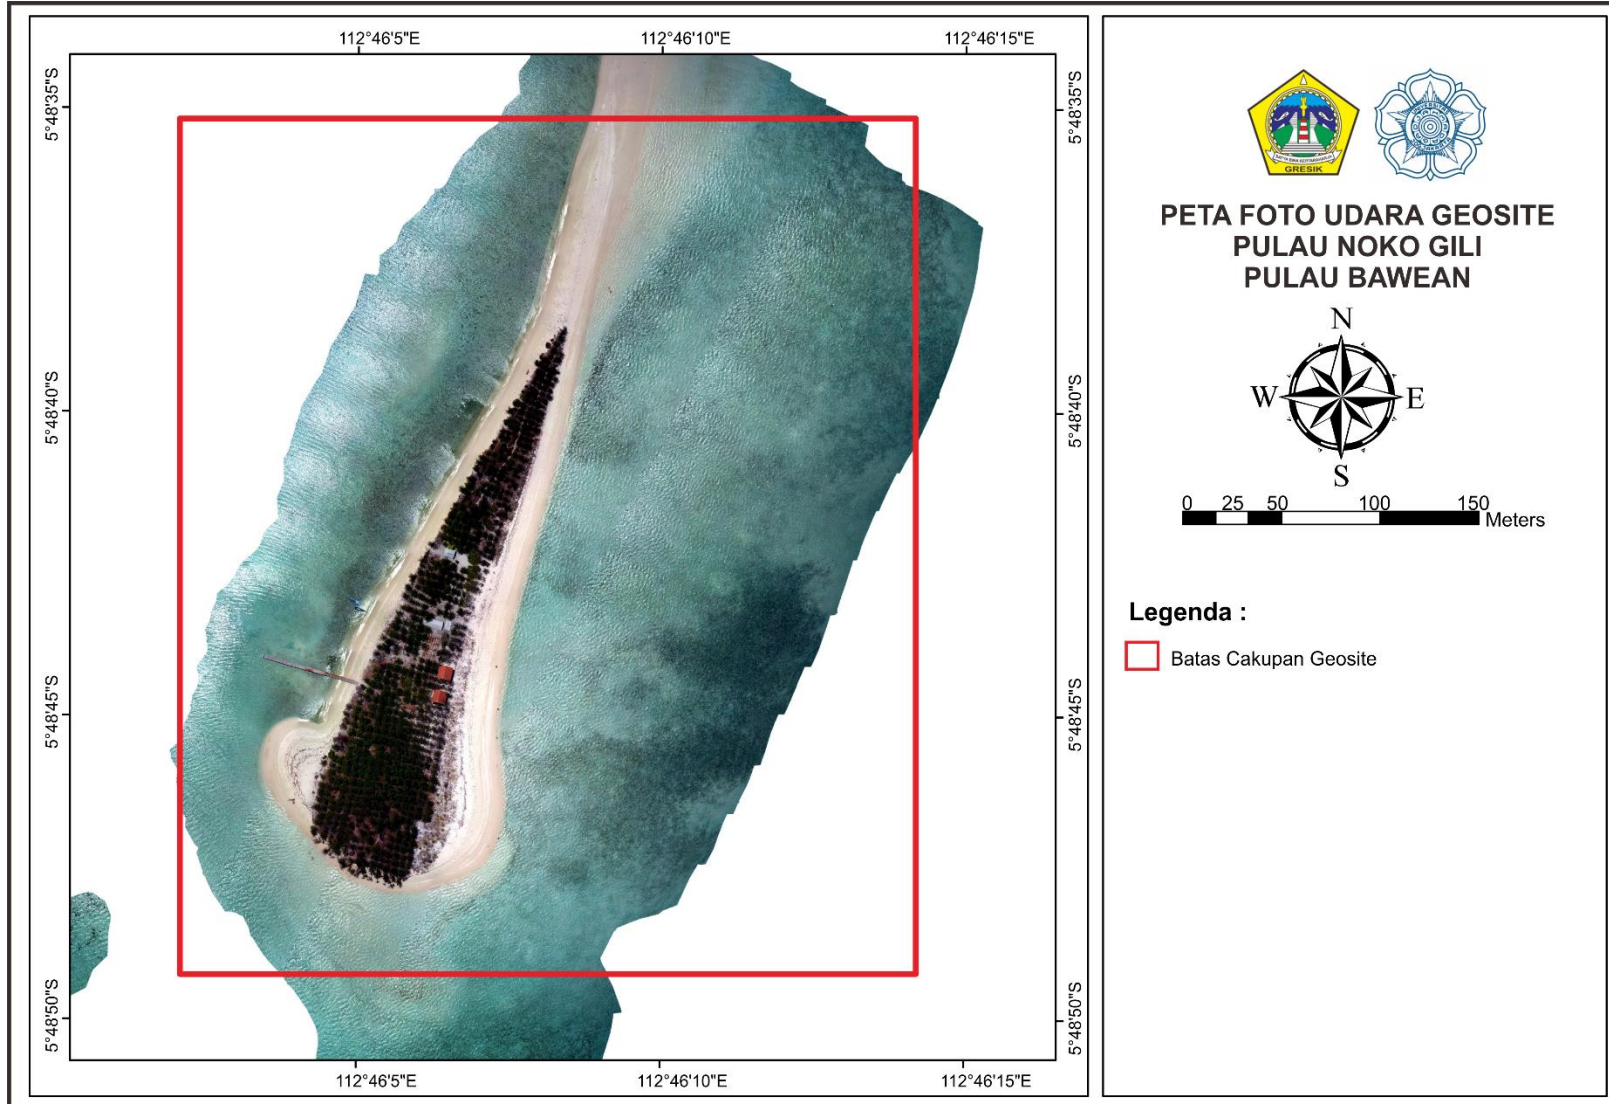 112°46'5"E 112°46'10"E 112°46'15"E
5°48'35"S 5°48'35"S
5°48'40"S 5°48'40"S
5°48'45"S 5°48'45"S
5°48'50"S 5°48'50"S
112°46'5"E 112°46'10"E 112°46'15"E
GRESIK
PETA FOTO UDARA GEOSITE
PULAU NOKO GILI
PULAU BAWEAN
N
W E
S
0 25 50 100 150
Meters
Legenda :
Batas Cakupan Geosite